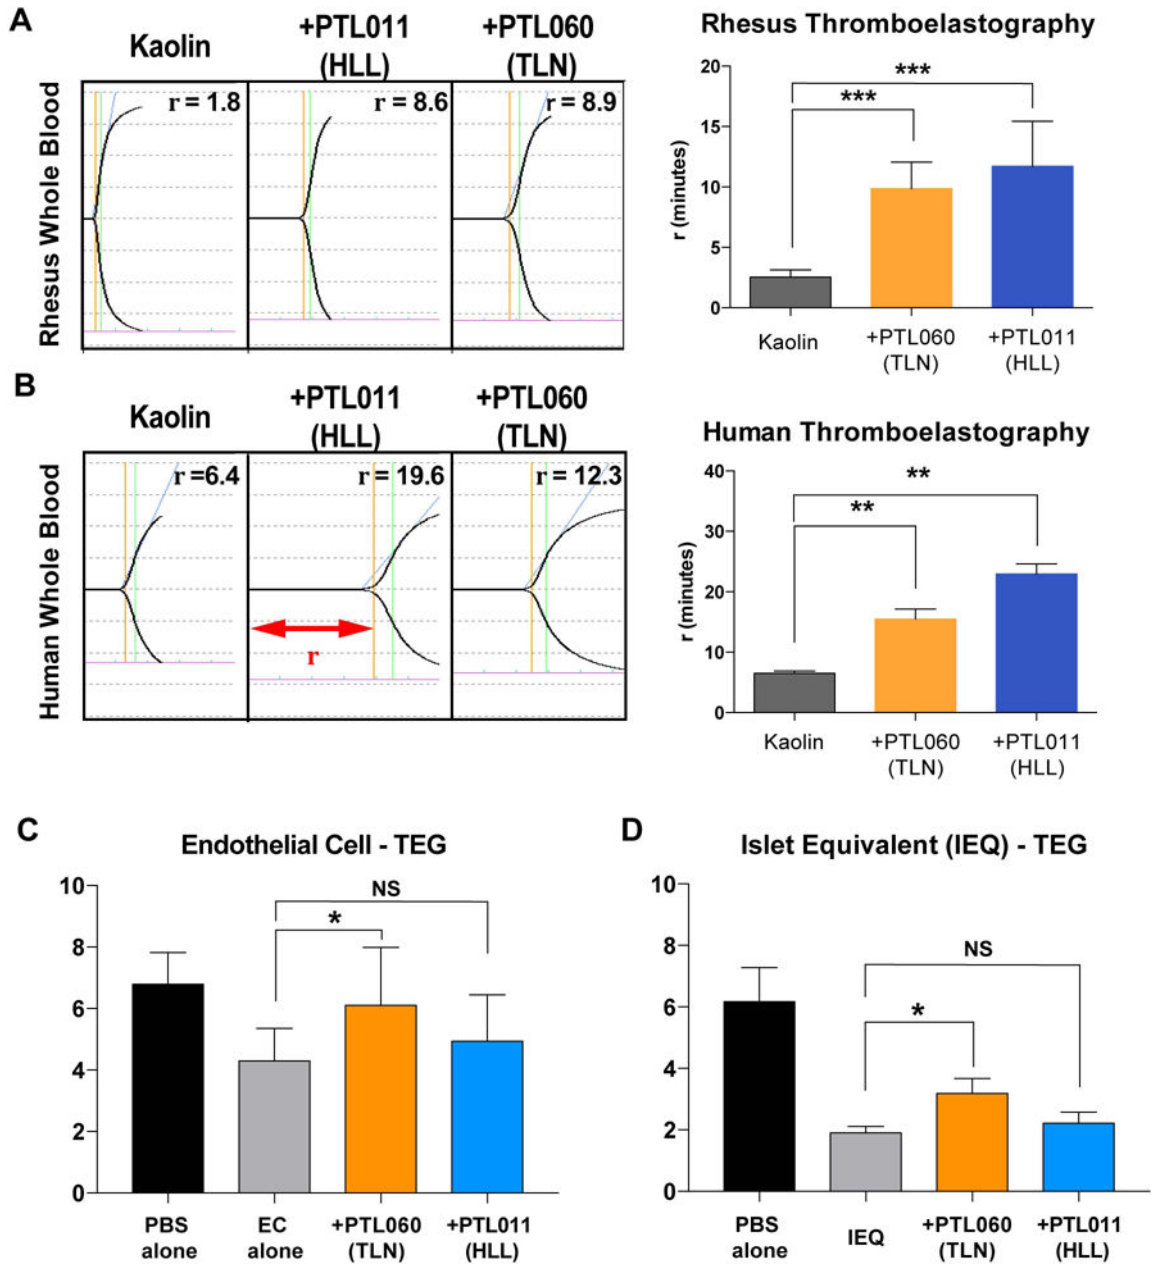 A
Kaolin
+PTL011
(HLL)
+PTL060
(TLN)
Rhesus Whole Blood
r = 1.8
r = 8.6
r = 8.9
Rhesus Thromboelastography
r (minutes)
20
15
10
5
0
***
***
Kaolin
+PTL060
(TLN)
+PTL011
(HLL)
B
Kaolin
+PTL011
(HLL)
+PTL060
(TLN)
Human Whole Blood
r =6.4
r = 19.6
r = 12.3
r
Human Thromboelastography
r (minutes)
40
30
20
10
0
**
**
Kaolin
+PTL060
(TLN)
+PTL011
(HLL)
C
Endothelial Cell - TEG
10
8
6
4
2
0
NS
*
PBS
alone
EC
alone
+PTL060
(TLN)
+PTL011
(HLL)
D
Islet Equivalent (IEQ) - TEG
10
8
6
4
2
0
NS
*
PBS
alone
IEQ
+PTL060
(TLN)
+PTL011
(HLL)